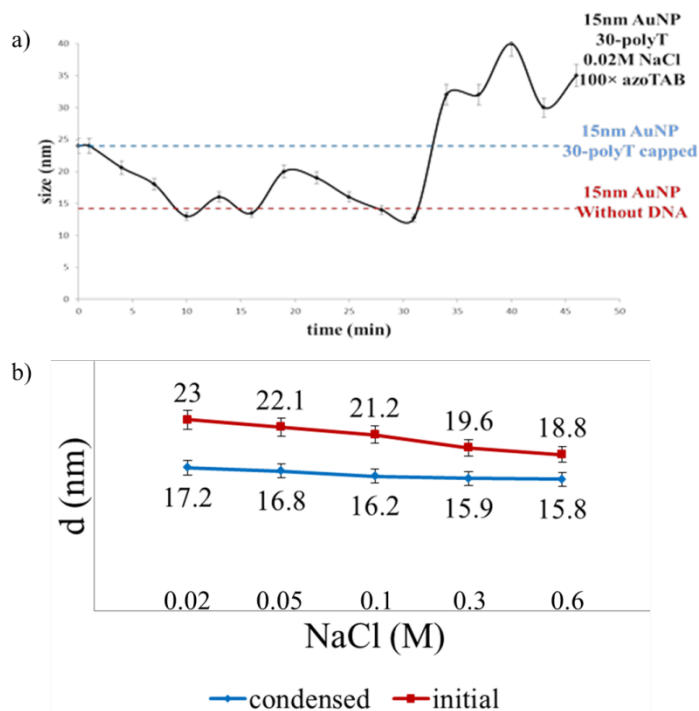 a)
40
35
30
25
20
15
10
5
0
size (nm)
0 5 10 15 20 25 30 35 40 45 50
time (min)
15nm AuNP
30-polyT
0.02M NaCl
100× azoTAB
15nm AuNP
30-polyT capped
15nm AuNP
Without DNA
b)
d (nm)
23 22.1 21.2 19.6 18.8
17.2 16.8 16.2 15.9 15.8
0.02 0.05 0.1 0.3 0.6
NaCl (M)
condensed initial